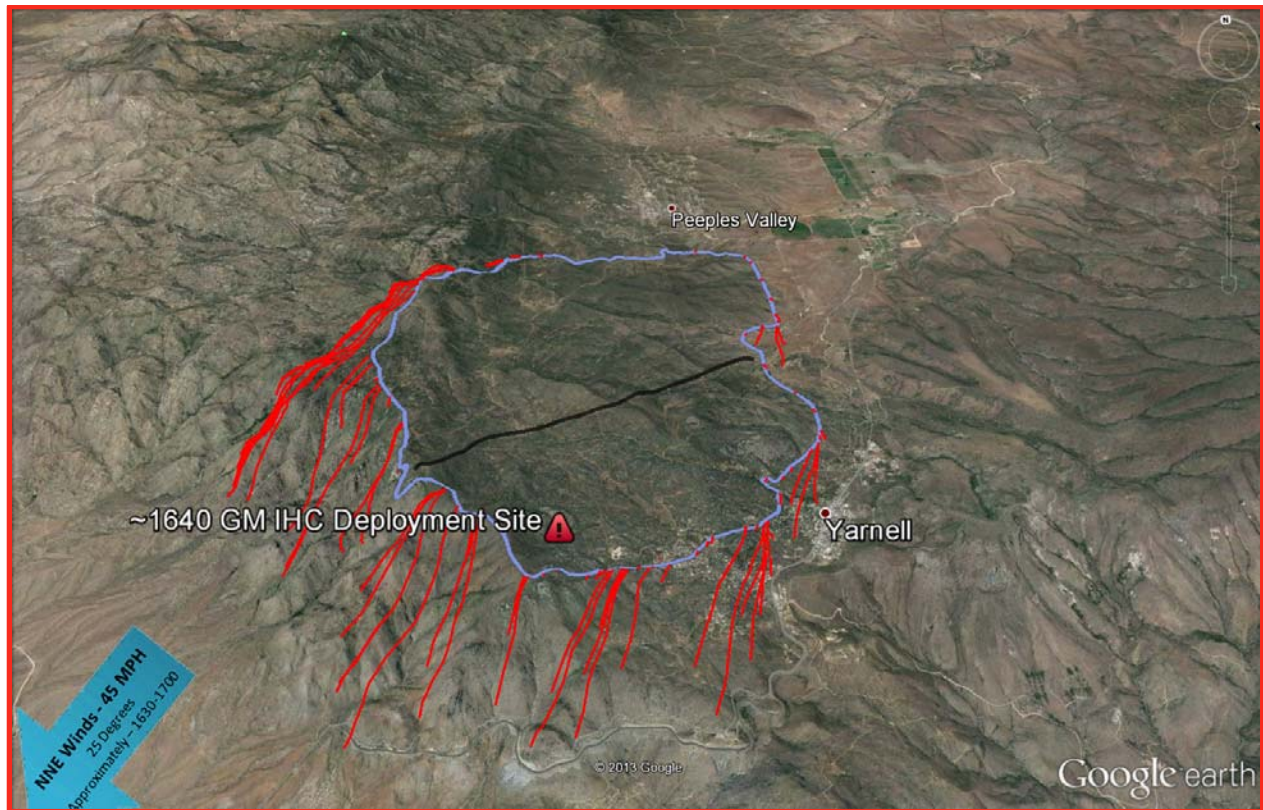 N
Peeples Valley
~1640 GM IHC Deployment Site
Yarnell
NNE Winds - 45 MPH
25 Degrees
Approximately – 1630-1700
© 2013 Google
Google earth